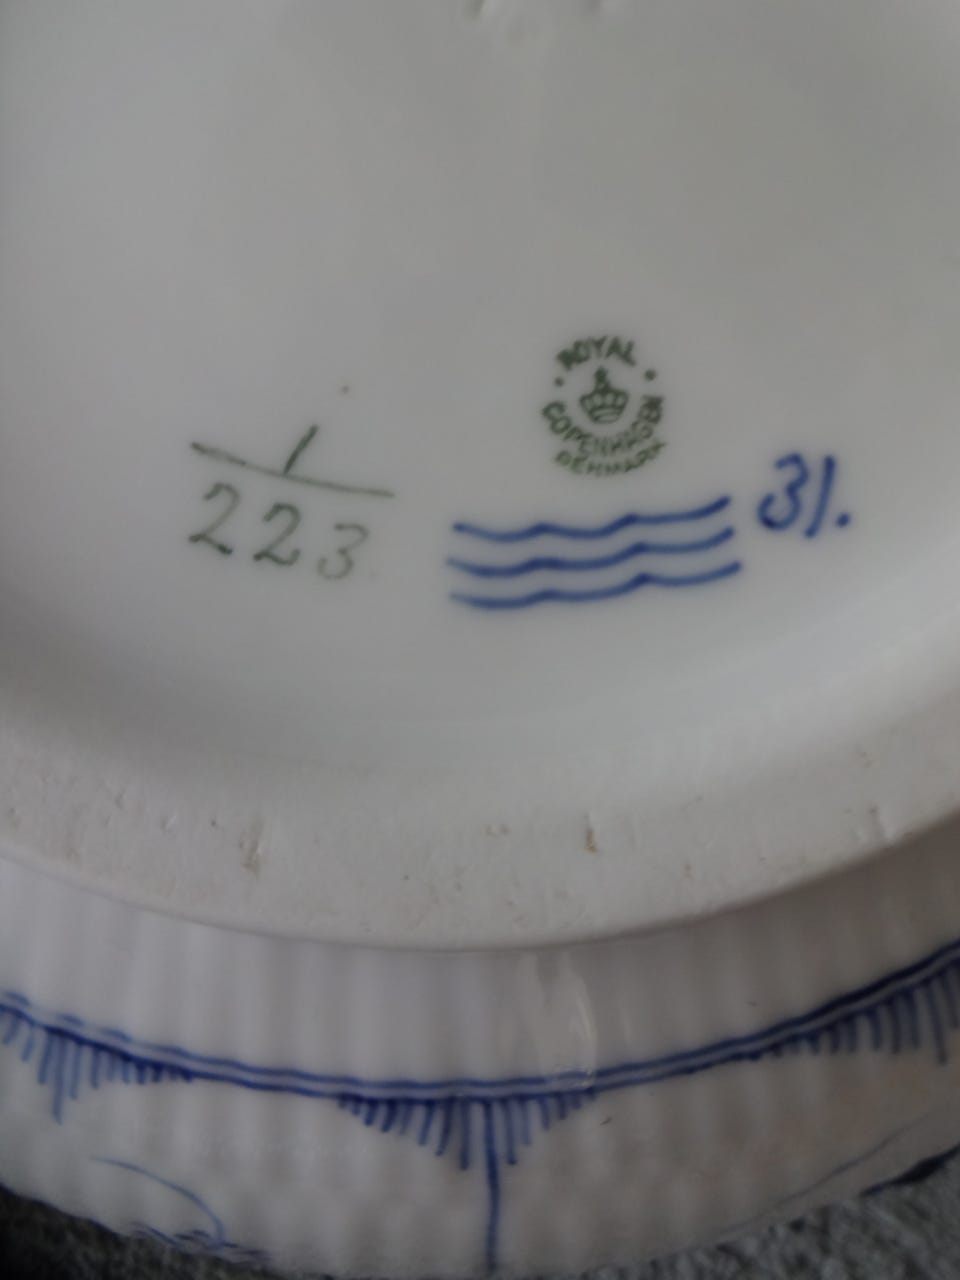 ROYAL
COPENHAGEN
DENMARK
1
223
31.